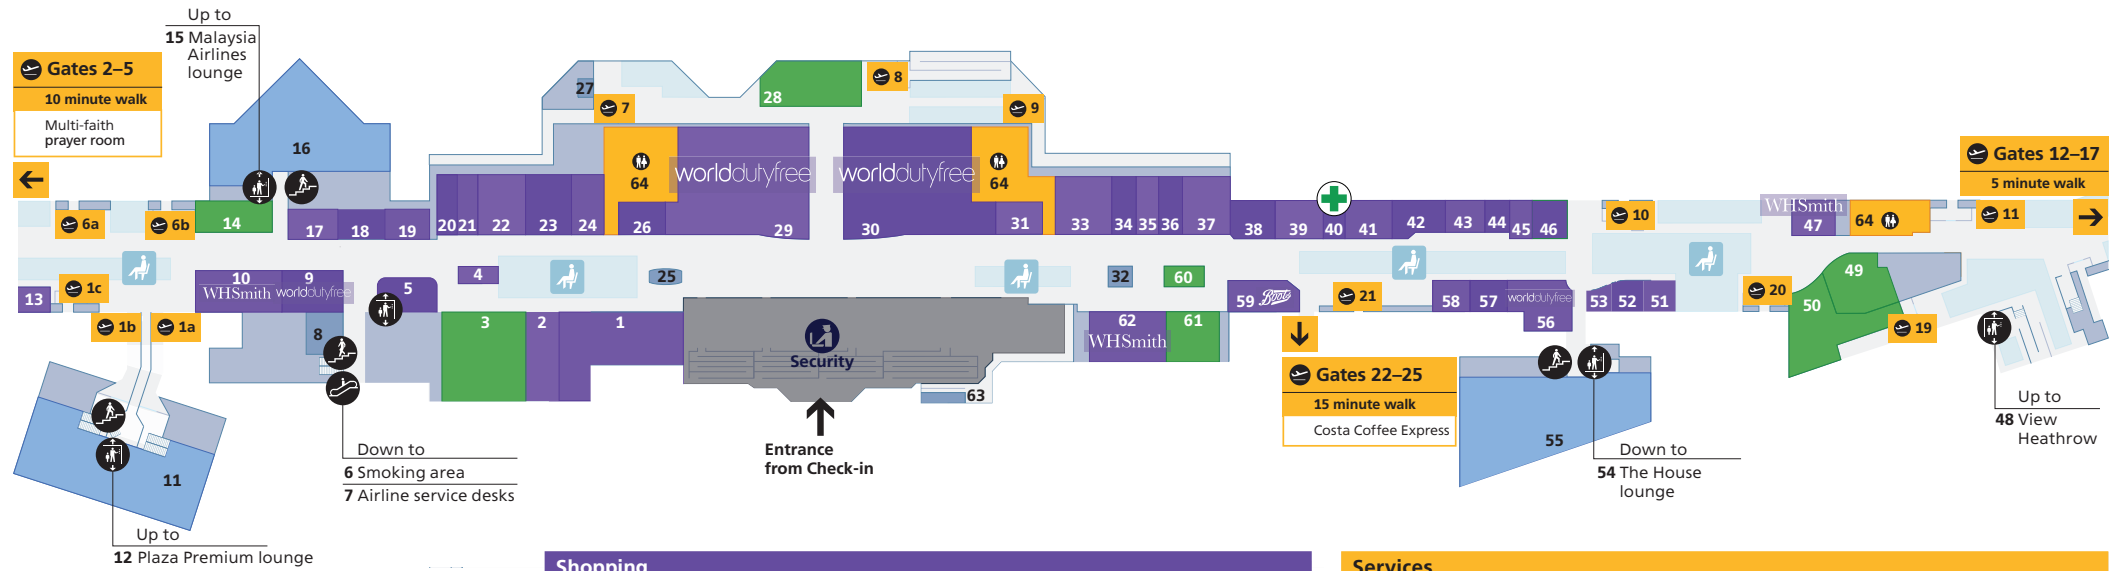 Up to
15 Malaysia
Airlines
lounge
Gates 2–5
10 minute walk
Multi-faith
prayer room
16
27
7
28
8
9
64
worlddutyfree
worlddutyfree
64
Gates 12–17
5 minute walk
6a
6b
14
17
18
19
20
21
22
23
24
26
29
30
31
33
34
35
36
37
38
39
40
41
42
43
44
45
46
10
WHSmith
47
64
11
13
1c
10
WHSmith
9
worlddutyfree
5
4
25
32
60
59
Boots
21
58
57
worlddutyfree
56
53
52
51
20
50
49
19
1b
1a
8
3
2
1
Security
62
WHSmith
61
63
Gates 22–25
15 minute walk
Costa Coffee Express
55
Up to
48 View
Heathrow
Entrance
from Check-in
Down to
6 Smoking area
7 Airline service desks
Down to
54 The House
lounge
11
Up to
12 Plaza Premium lounge
Shopping
Services